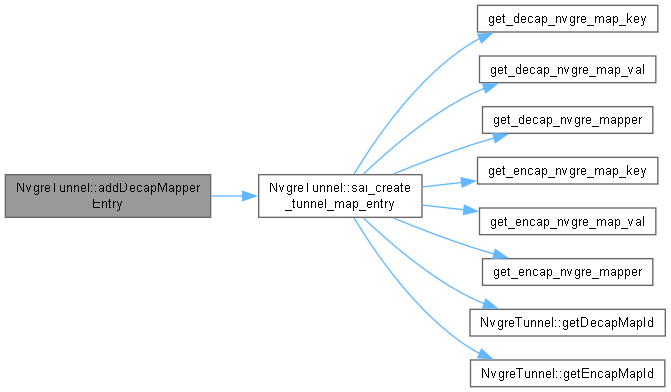 NvgreTunnel::addDecapMapper
Entry
NvgreTunnel::sai_create
_tunnel_map_entry
get_decap_nvgre_map_key
get_decap_nvgre_map_val
get_decap_nvgre_mapper
get_encap_nvgre_map_key
get_encap_nvgre_map_val
get_encap_nvgre_mapper
NvgreTunnel::getDecapMapId
NvgreTunnel::getEncapMapId